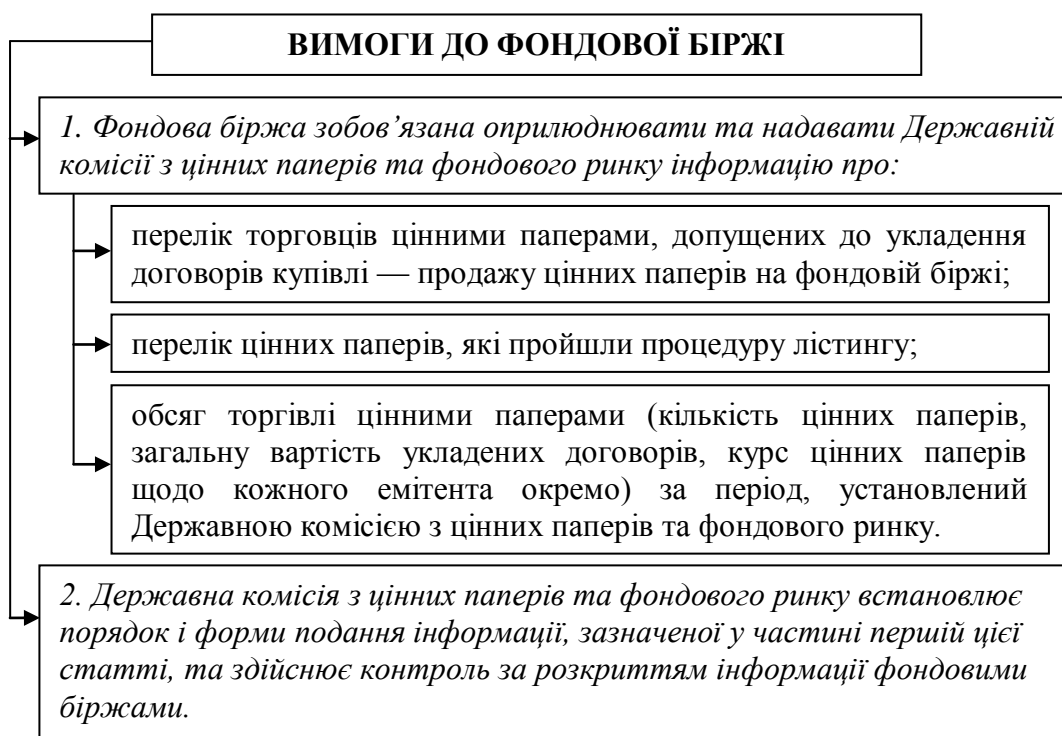 ВИМОГИ ДО ФОНДОВОЇ БІРЖІ
1. Фондова біржа зобов’язана оприлюднювати та надавати Державній
комісії з цінних паперів та фондового ринку інформацію про:
перелік торговців цінними паперами, допущених до укладення
договорів купівлі — продажу цінних паперів на фондовій біржі;
перелік цінних паперів, які пройшли процедуру лістингу;
обсяг торгівлі цінними паперами (кількість цінних паперів,
загальну вартість укладених договорів, курс цінних паперів
щодо кожного емітента окремо) за період, установлений
Державною комісією з цінних паперів та фондового ринку.
2. Державна комісія з цінних паперів та фондового ринку встановлює
порядок і форми подання інформації, зазначеної у частині першій цієї
статті, та здійснює контроль за розкриттям інформації фондовими
біржами.